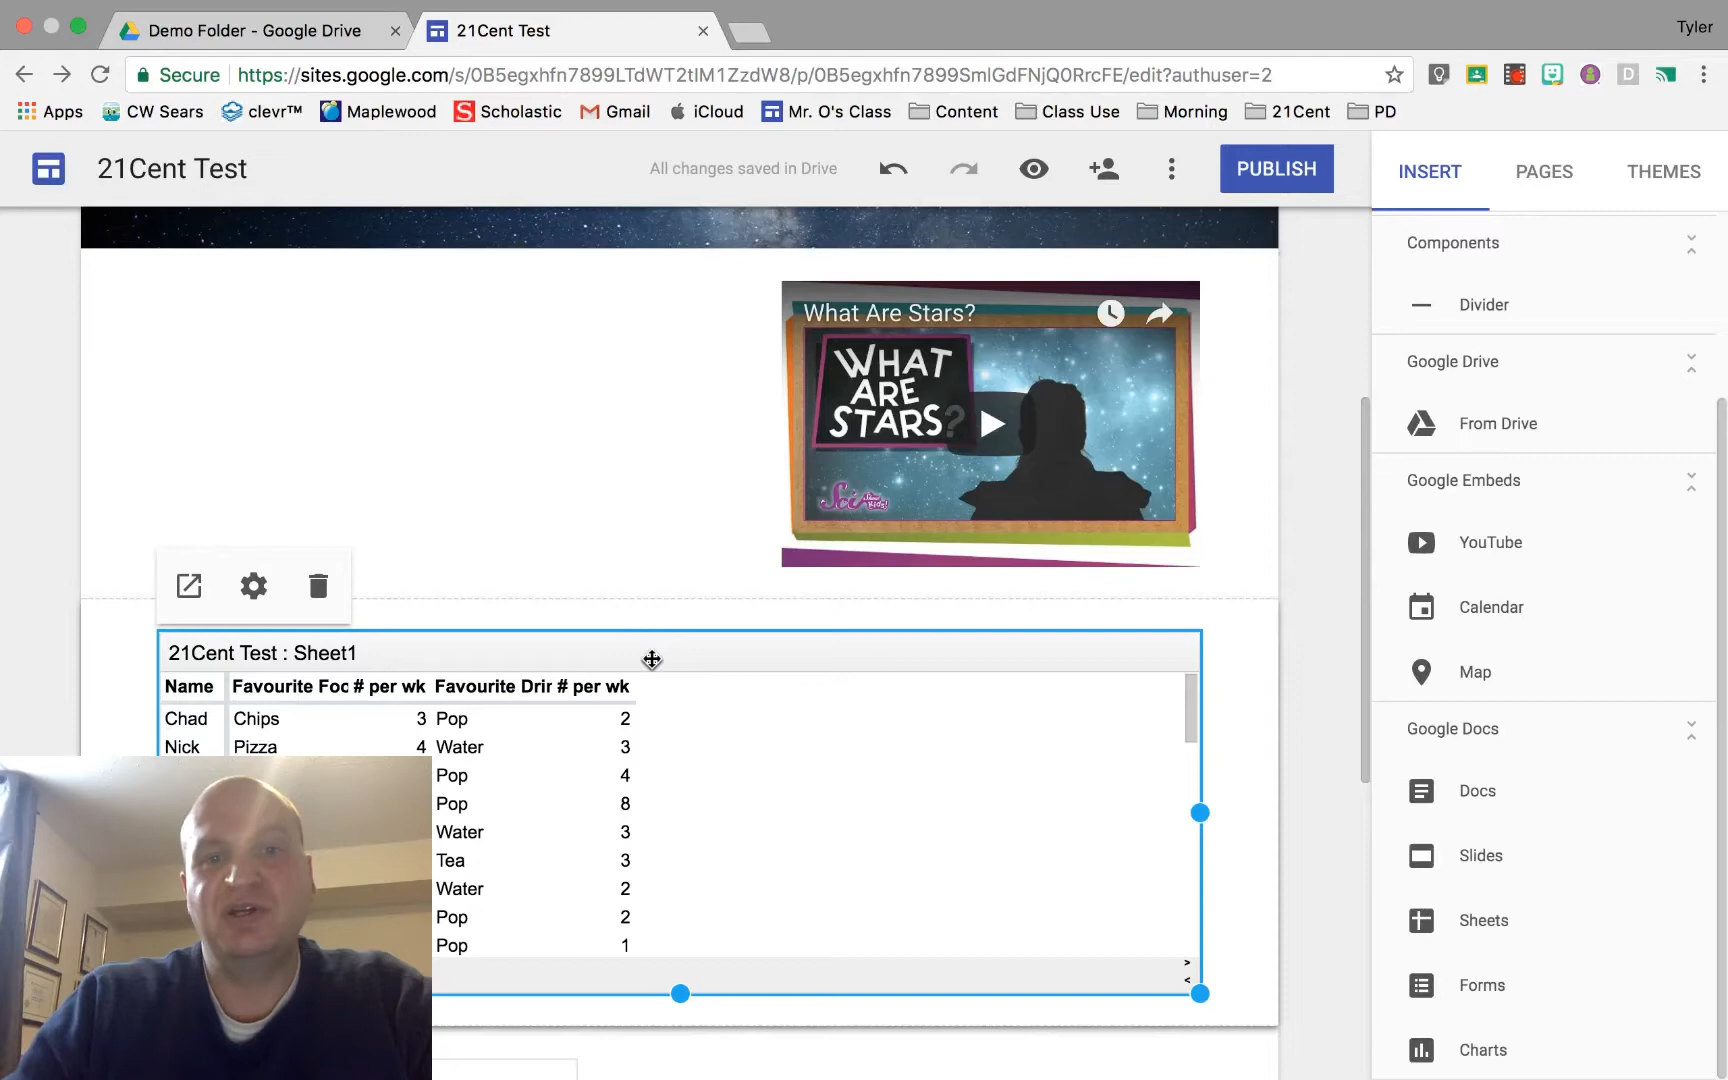 Demo Folder - Google Drive
21Cent Test
Tyler
Secure https://sites.google.com/s/0B5egxhfn7899LTdWT2tlM1ZzdW8/p/0B5egxhfn7899SmlGdFNjQ0RrcFE/edit?authuser=2
Apps CW Sears clevr™ Maplewood Scholastic Gmail iCloud Mr. O's Class Content Class Use Morning 21Cent PD
21Cent Test
All changes saved in Drive
PUBLISH
INSERT PAGES THEMES
Components
Divider
Google Drive
From Drive
Google Embeds
YouTube
Calendar
Map
Google Docs
Docs
Slides
Sheets
Forms
Charts
What Are Stars?
WHAT
ARE
STARS?
Sci Show Kids!
21Cent Test : Sheet1
Name Favourite Foc # per wk Favourite Drir # per wk
Chad Chips 3 Pop 2
Nick Pizza 4 Water 3
Pop 4
Pop 8
Water 3
Tea 3
Water 2
Pop 2
Pop 1